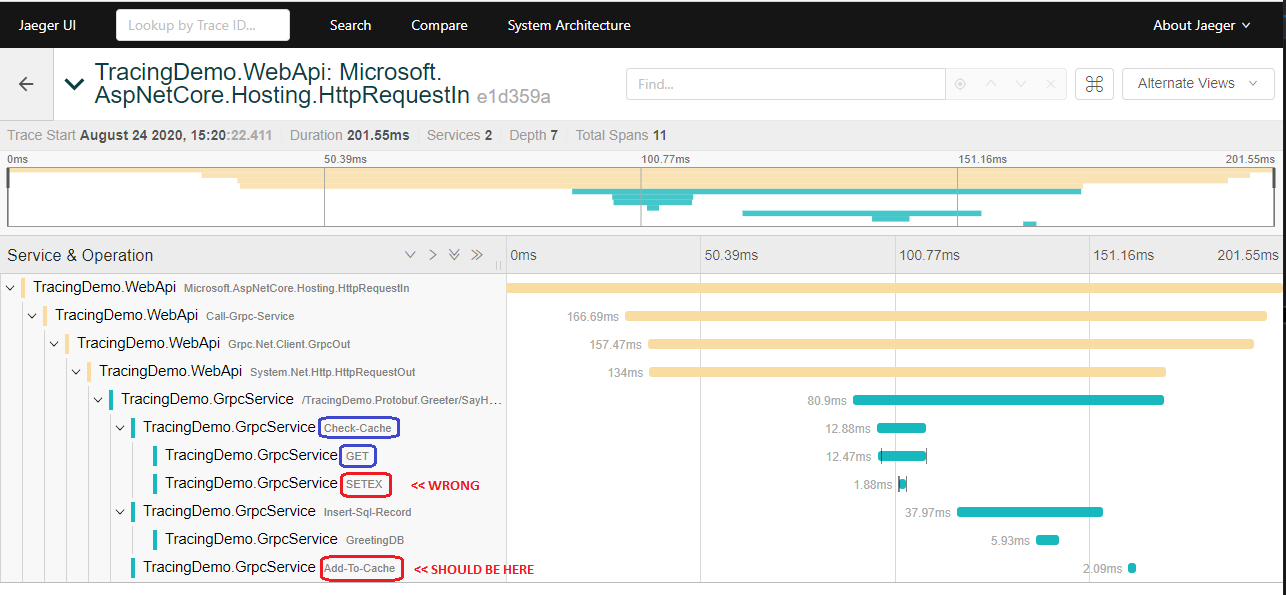 Jaeger UI Lookup by Trace ID... Search Compare System Architecture About Jaeger
TracingDemo.WebApi: Microsoft.
AspNetCore.Hosting.HttpRequestIn e1d359a Find... Alternate Views
Trace Start August 24 2020, 15:20:22.411 Duration 201.55ms Services 2 Depth 7 Total Spans 11
0ms 50.39ms 100.77ms 151.16ms 201.55ms
Service & Operation 0ms 50.39ms 100.77ms 151.16ms 201.55ms
TracingDemo.WebApi Microsoft.AspNetCore.Hosting.HttpRequestIn
TracingDemo.WebApi Call-Grpc-Service 166.69ms
TracingDemo.WebApi Grpc.Net.Client.GrpcOut 157.47ms
TracingDemo.WebApi System.Net.Http.HttpRequestOut 134ms
TracingDemo.GrpcService /TracingDemo.Protobuf.Greeter/SayH... 80.9ms
TracingDemo.GrpcService Check-Cache 12.88ms
TracingDemo.GrpcService GET 12.47ms
TracingDemo.GrpcService SETEX << WRONG 1.88ms
TracingDemo.GrpcService Insert-Sql-Record 37.97ms
TracingDemo.GrpcService GreetingDB 5.93ms
TracingDemo.GrpcService Add-To-Cache << SHOULD BE HERE 2.09ms